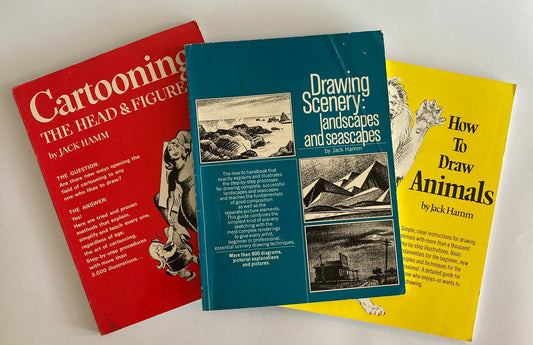 Cartooning
THE HEAD & FIGURE
by JACK HAMM
THE QUESTION:
Are there new ways opening the
field of cartooning to any
one who likes to draw?
THE ANSWER:
Yes!
Here are tried and proven
methods that explain,
simplify and teach every one,
regardless of age,
the art of cartooning.
Step-by-step procedures
with more than
3,000 illustrations...
Drawing
Scenery:
landscapes
and seascapes
by Jack Hamm
The how-to handbook that
exactly explains and illustrates
the step-by-step processes
for drawing complete, successful
landscapes and seascapes
and teaches the fundamentals
of good composition
as well as the
separate picture elements.
This guide combines the
simplest kind of scenery
sketching with the
most complex renderings
to give every artist,
beginner or professional,
essential scenery drawing techniques.
More than 900 diagrams,
pictorial explanations
and pictures.
How
To
Draw
Animals
by Jack Hamm
Simple, clear instructions for drawing
animals with more than a thousand
step-by-step illustrations. Basic
fundamentals for the beginner, new
principles and techniques for the
professional. A detailed guide for
one who enjoys—or wants to
drawing.